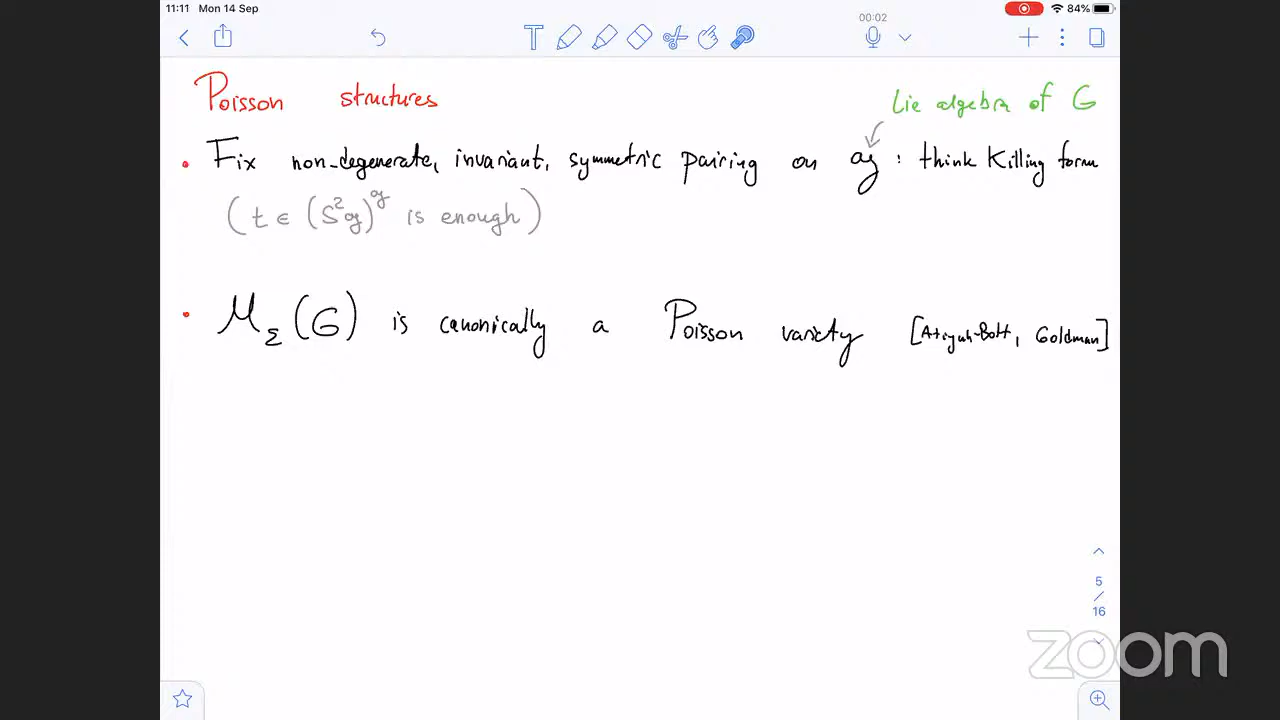 11:11 Mon 14 Sep
84%
00:02
Poisson structures
Lie algebra of G
• Fix non-degenerate, invariant, symmetric pairing on 𝔤 : think Killing form
(t ∈ (S²𝔤)^𝔤 is enough)
• M_Σ(G) is canonically a Poisson variety [Atiyah-Bott, Goldman]
5
/
16
zoom